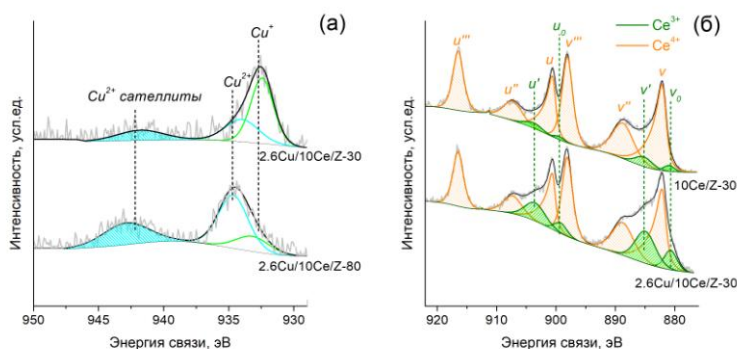 (а)
Cu⁺
Cu²⁺
Cu²⁺ сателлиты
2.6Cu/10Ce/Z-30
2.6Cu/10Ce/Z-80
Интенсивность, усл.ед.
950 945 940 935 930
Энергия связи, эВ
(б)
Ce³⁺
Ce⁴⁺
u''' u'' u' u u₀ v''' v'' v' v v₀
10Ce/Z-30
2.6Cu/10Ce/Z-30
Интенсивность, усл.ед.
920 910 900 890 880
Энергия связи, эВ